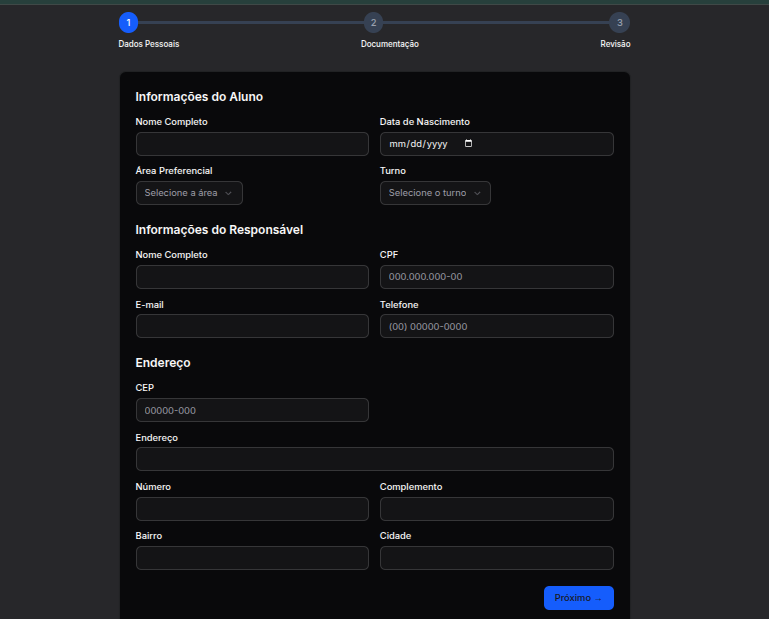 1 2 3
Dados Pessoais Documentação Revisão
Informações do Aluno
Nome Completo Data de Nascimento
mm/dd/yyyy
Área Preferencial Turno
Selecione a área Selecione o turno
Informações do Responsável
Nome Completo CPF
000.000.000-00
E-mail Telefone
(00) 00000-0000
Endereço
CEP
00000-000
Endereço
Número Complemento
Bairro Cidade
Próximo →